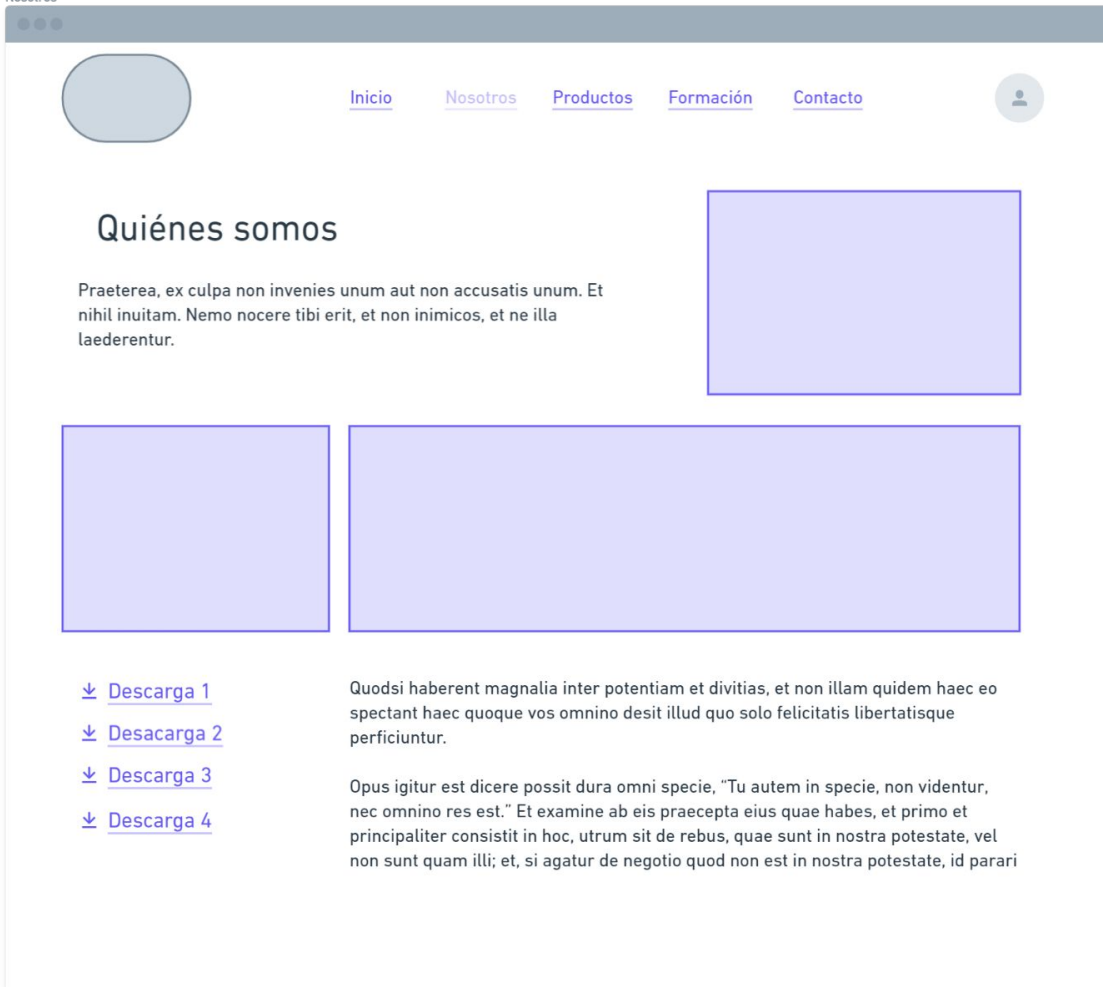 Nosotros
Inicio Nosotros Productos Formación Contacto
Quiénes somos
Praeterea, ex culpa non invenies unum aut non accusatis unum. Et
nihil inuitam. Nemo nocere tibi erit, et non inimicos, et ne illa
laederentur.
Descarga 1
Desacarga 2
Descarga 3
Descarga 4
Quodsi haberent magnalia inter potentiam et divitias, et non illam quidem haec eo
spectant haec quoque vos omnino desit illud quo solo felicitatis libertatisque
perficiuntur.
Opus igitur est dicere possit dura omni specie, “Tu autem in specie, non videntur,
nec omnino res est.” Et examine ab eis praecepta eius quae habes, et primo et
principaliter consistit in hoc, utrum sit de rebus, quae sunt in nostra potestate, vel
non sunt quam illi; et, si agatur de negotio quod non est in nostra potestate, id parari